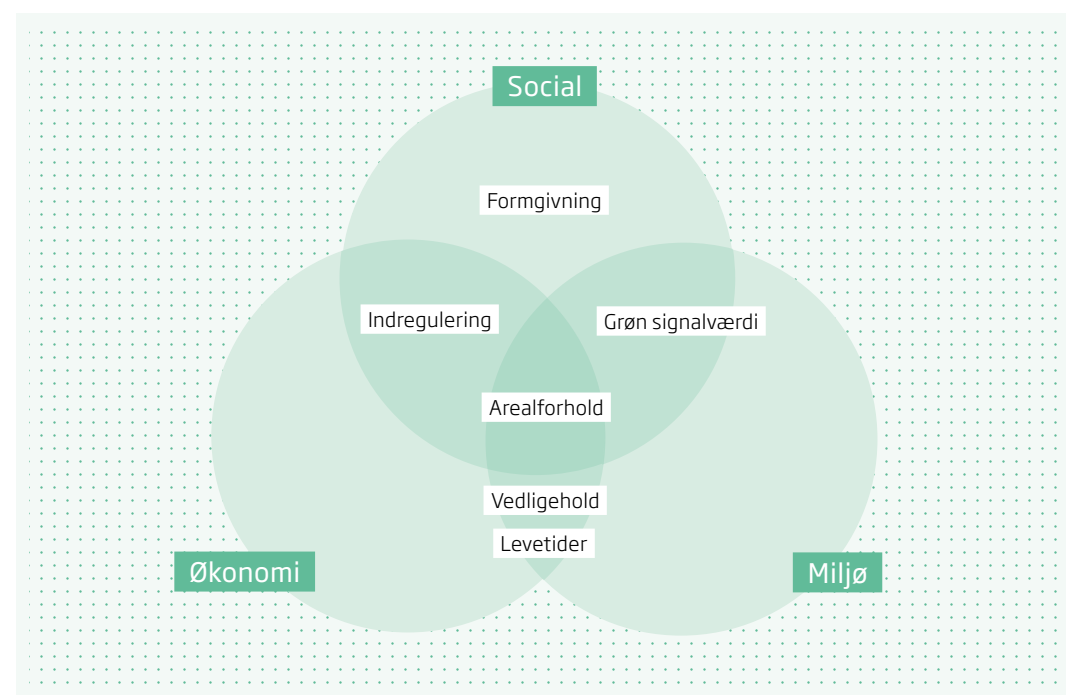 Social
Formgivning
Indregulering
Grøn signalværdi
Arealforhold
Vedligehold
Levetider
Økonomi
Miljø